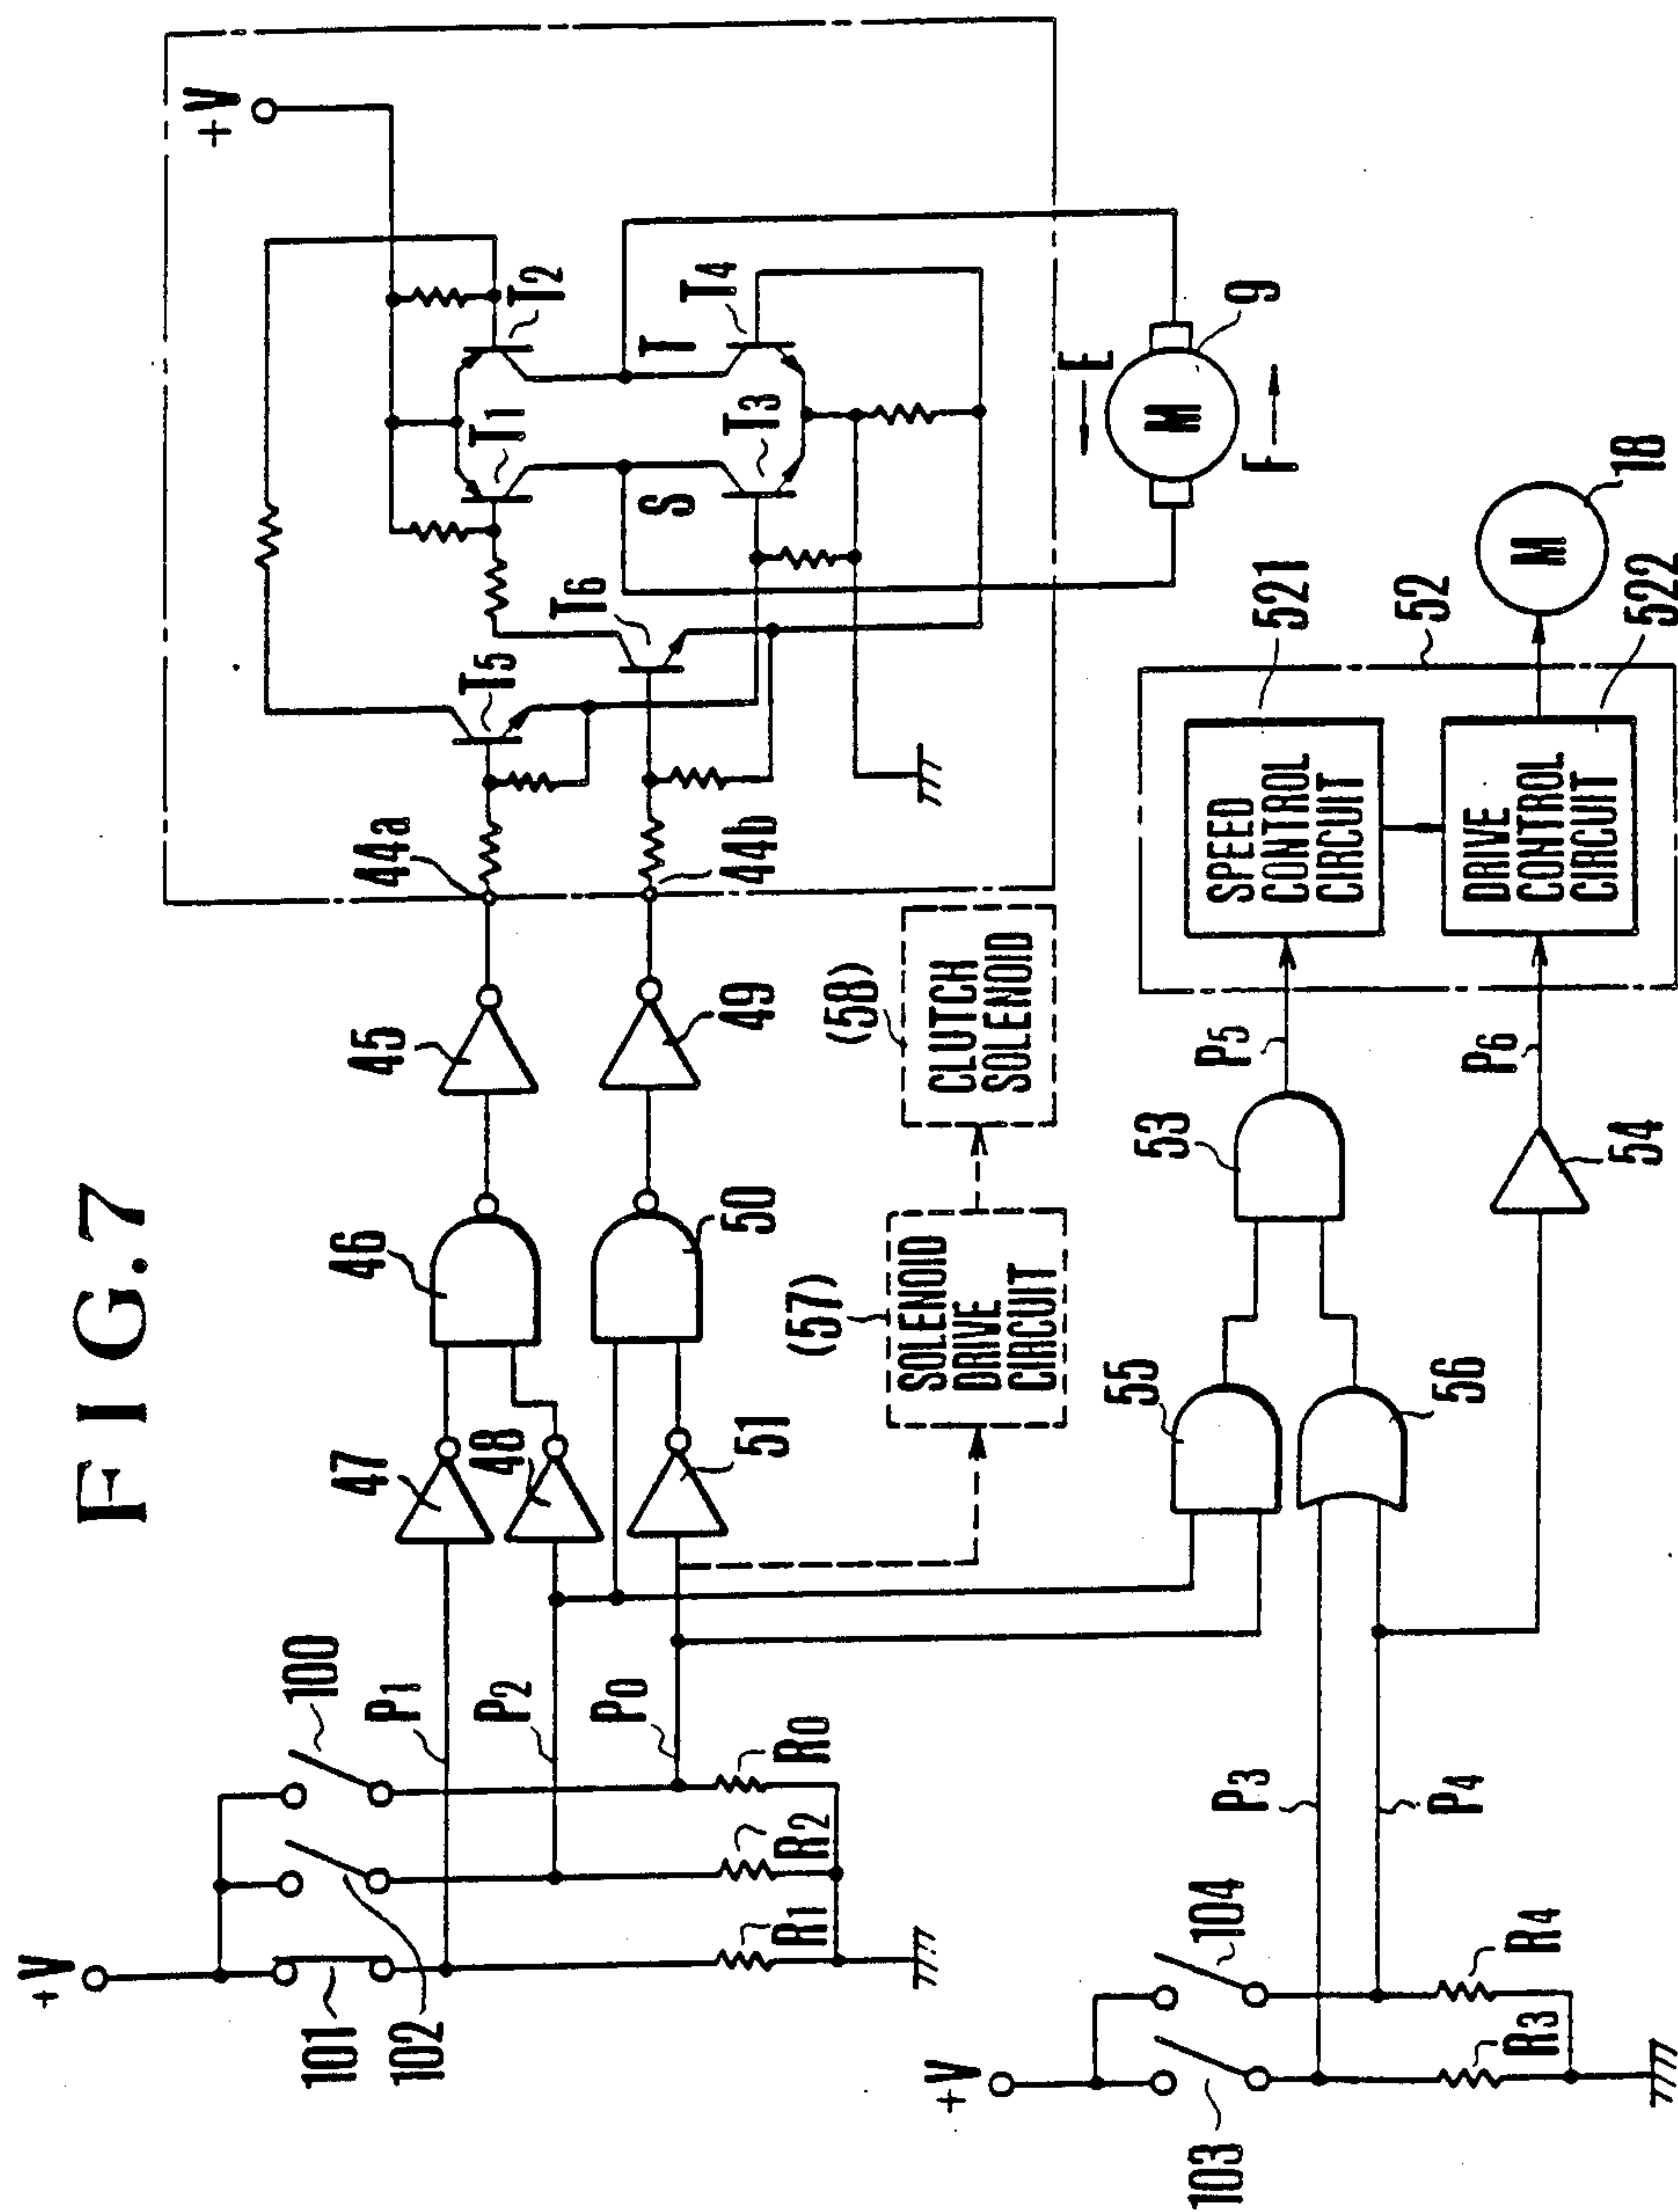 FIG.7
+V
101
102
100
P1
P2
P0
R1
R2
R0
47
48
51
46
50
45
49
44a
44b
T5
T6
T1
T2
S
T
T3
T4
+V
E
M
9
F
(57)
SOLENOID
DRIVE
CIRCUIT
(58)
CLUTCH
SOLENOID
+V
103
104
P3
P4
R3
R4
55
56
53
54
P5
P6
52
521
SPEED
CONTROL
CIRCUIT
522
DRIVE
CONTROL
CIRCUIT
M
18